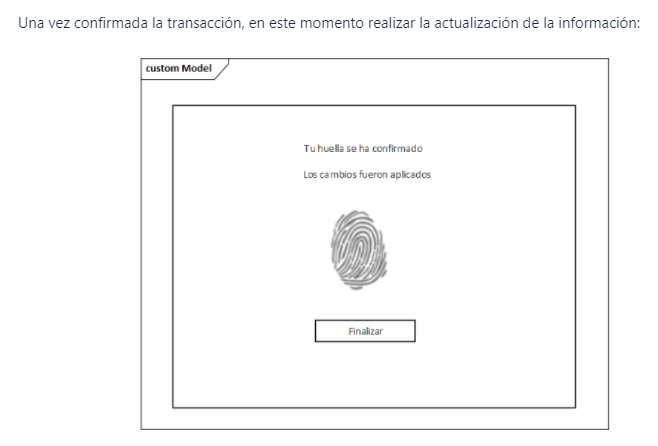 Una vez confirmada la transacción, en este momento realizar la actualización de la información:
custom Model
Tu huella se ha confirmado
Los cambios fueron aplicados
Finalizar